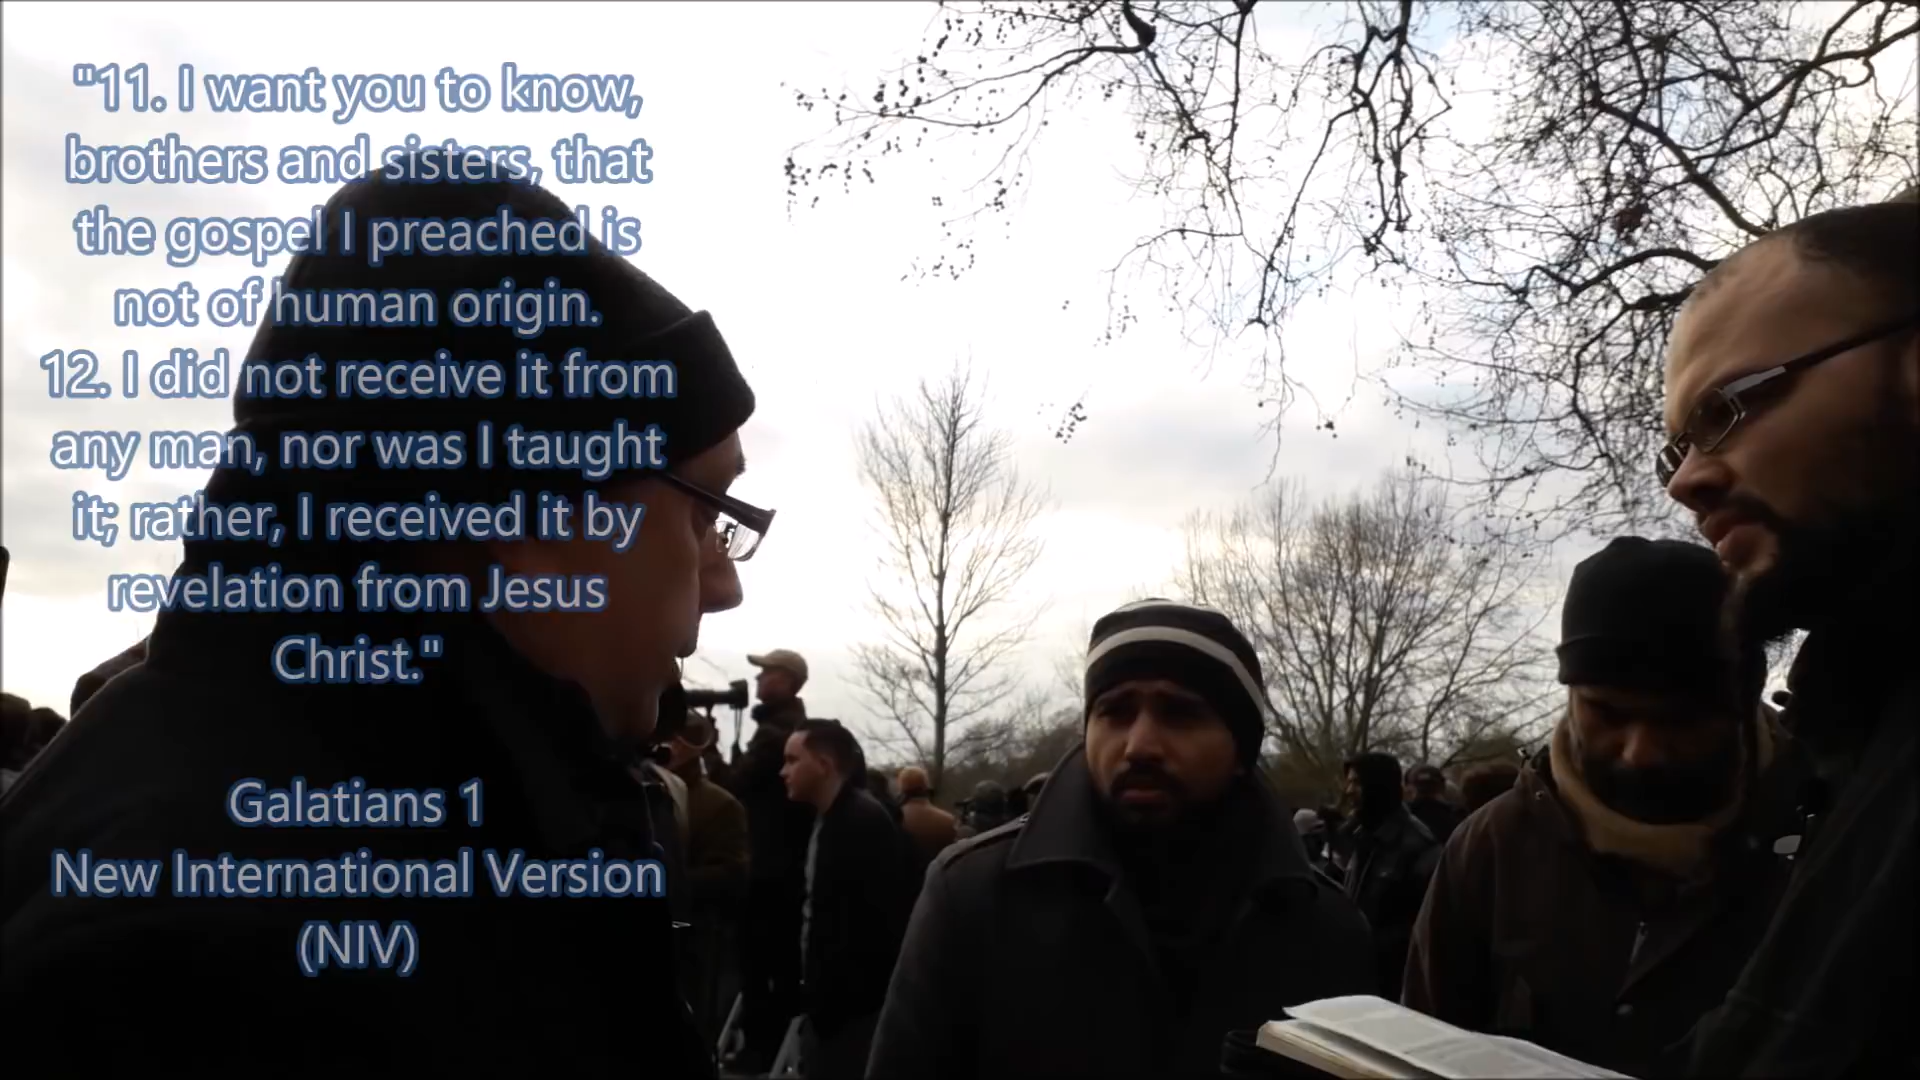 "11. I want you to know,
brothers and sisters, that
the gospel I preached is
not of human origin.
12. I did not receive it from
any man, nor was I taught
it; rather, I received it by
revelation from Jesus
Christ."
Galatians 1
New International Version
(NIV)